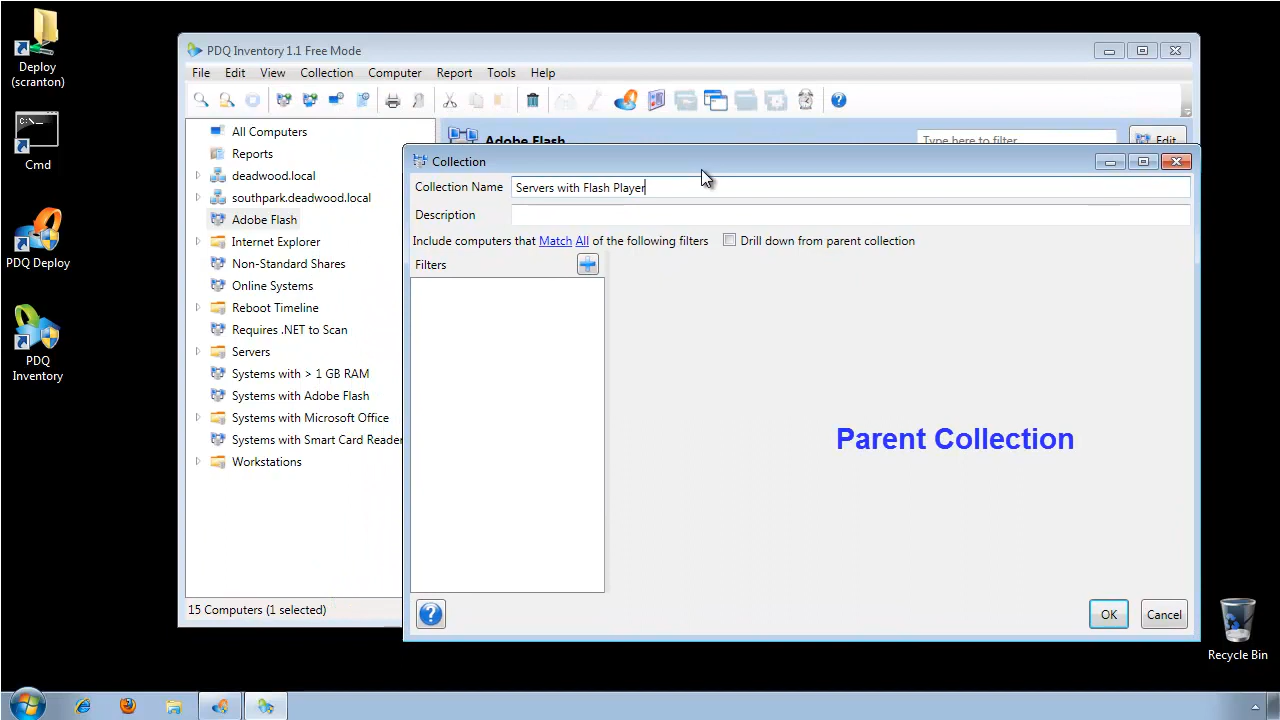 Deploy
(scranton)
C:\_
Cmd
PDQ Deploy
PDQ
Inventory
PDQ Inventory 1.1 Free Mode
File Edit View Collection Computer Report Tools Help
All Computers
Reports
deadwood.local
southpark.deadwood.local
Adobe Flash
Internet Explorer
Non-Standard Shares
Online Systems
Reboot Timeline
Requires .NET to Scan
Servers
Systems with > 1 GB RAM
Systems with Adobe Flash
Systems with Microsoft Office
Systems with Smart Card Reader
Workstations
15 Computers (1 selected)
Adobe Flash
Type here to filter
Edit
Collection
Collection Name Servers with Flash Player
Description
Include computers that Match All of the following filters Drill down from parent collection
Filters
Parent Collection
OK Cancel
Recycle Bin